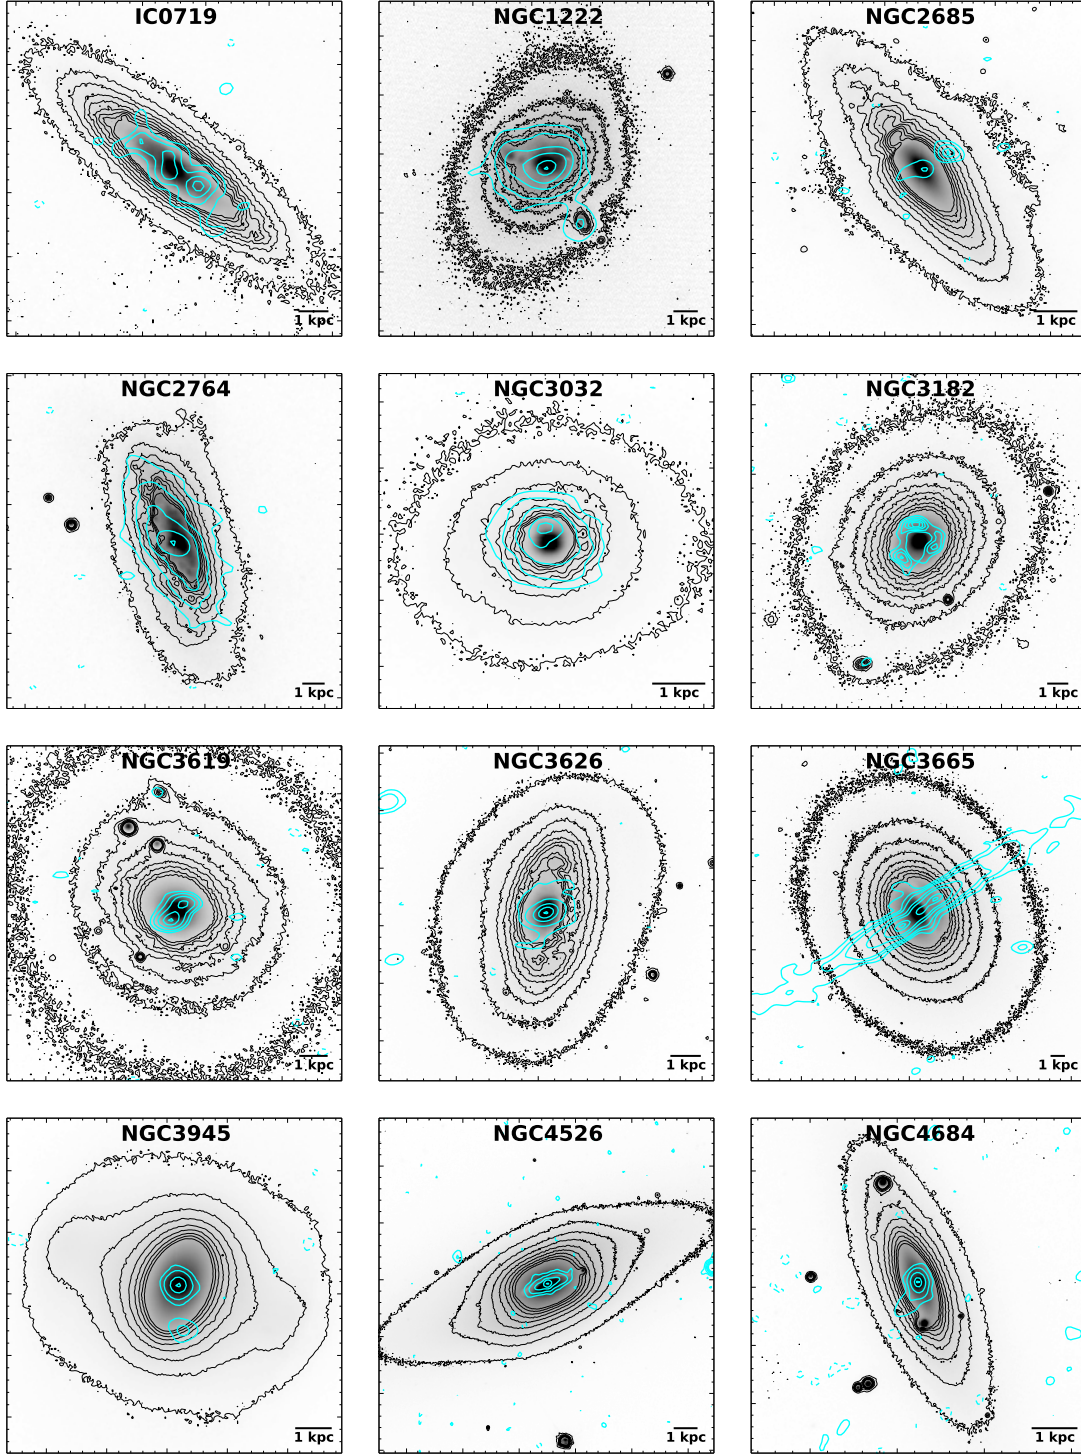 IC0719
NGC1222
NGC2685
1 kpc
1 kpc
1 kpc
NGC2764
NGC3032
NGC3182
1 kpc
1 kpc
1 kpc
NGC3619
NGC3626
NGC3665
1 kpc
1 kpc
1 kpc
NGC3945
NGC4526
NGC4684
1 kpc
1 kpc
1 kpc